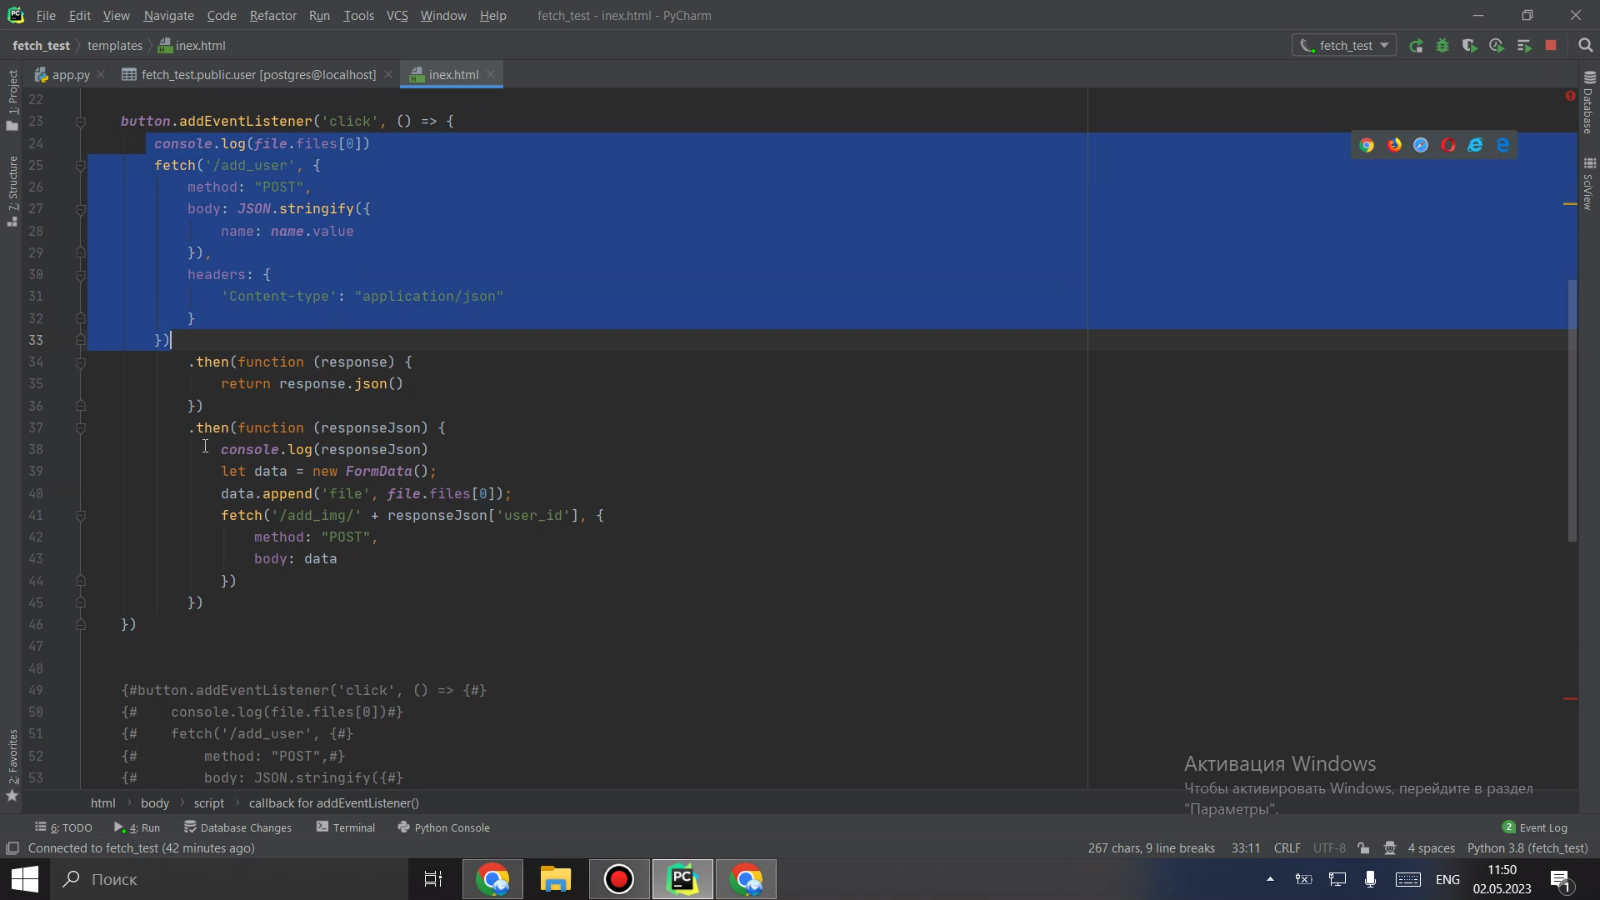 File Edit View Navigate Code Refactor Run Tools VCS Window Help fetch_test - inex.html - PyCharm
fetch_test templates inex.html fetch_test
app.py fetch_test.public.user [postgres@localhost] inex.html
1: Project
7: Structure
2: Favorites
Database
SciView
22
23 button.addEventListener('click', () => {
24 console.log(file.files[0])
25 fetch('/add_user', {
26 method: "POST",
27 body: JSON.stringify({
28 name: name.value
29 }),
30 headers: {
31 'Content-type': "application/json"
32 }
33 })
34 .then(function (response) {
35 return response.json()
36 })
37 .then(function (responseJson) {
38 console.log(responseJson)
39 let data = new FormData();
40 data.append('file', file.files[0]);
41 fetch('/add_img/' + responseJson['user_id'], {
42 method: "POST",
43 body: data
44 })
45 })
46 })
47
48
49 {#button.addEventListener('click', () => {#}
50 {# console.log(file.files[0])#}
51 {# fetch('/add_user', {#}
52 {# method: "POST",#}
53 {# body: JSON.stringify({#}
Активация Windows
Чтобы активировать Windows, перейдите в раздел
"Параметры".
html body script callback for addEventListener()
6: TODO 4: Run Database Changes Terminal Python Console 2 Event Log
Connected to fetch_test (42 minutes ago) 267 chars, 9 line breaks 33:11 CRLF UTF-8 4 spaces Python 3.8 (fetch_test)
Поиск PC ENG 11:50
02.05.2023 1